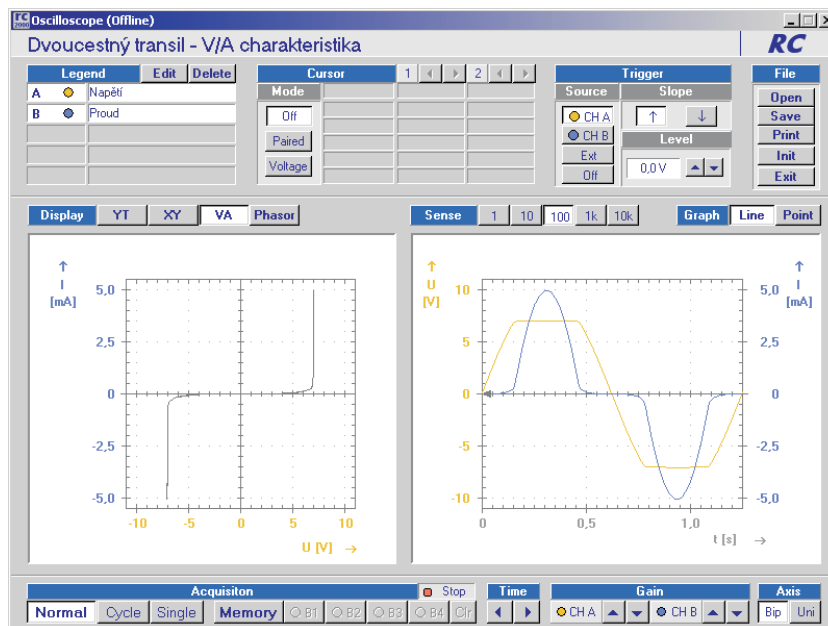 rc 2000 Oscilloscope (Offline)
Dvoucestný transil - V/A charakteristika
RC
Legend Edit Delete
A Napětí
B Proud
Cursor 1 2
Mode
Off
Paired
Voltage
Trigger
Source Slope
CH A ↑ ↓
CH B
Level
Ext
0,0 V
Off
File
Open
Save
Print
Init
Exit
Display YT XY VA Phasor
Sense 1 10 100 1k 10k
Graph Line Point
↑
I
[mA]
5,0
2,5
0
-2,5
-5,0
-10 -5 0 5 10
U [V] →
↑
U
[V]
10
5
0
-5
-10
↑
I
[mA]
5,0
2,5
0
-2,5
-5,0
0 0,5 1,0
t [s] →
Acquisiton Stop
Normal Cycle Single Memory B1 B2 B3 B4 Clr
Time
Gain
CH A CH B
Axis
Bip Uni